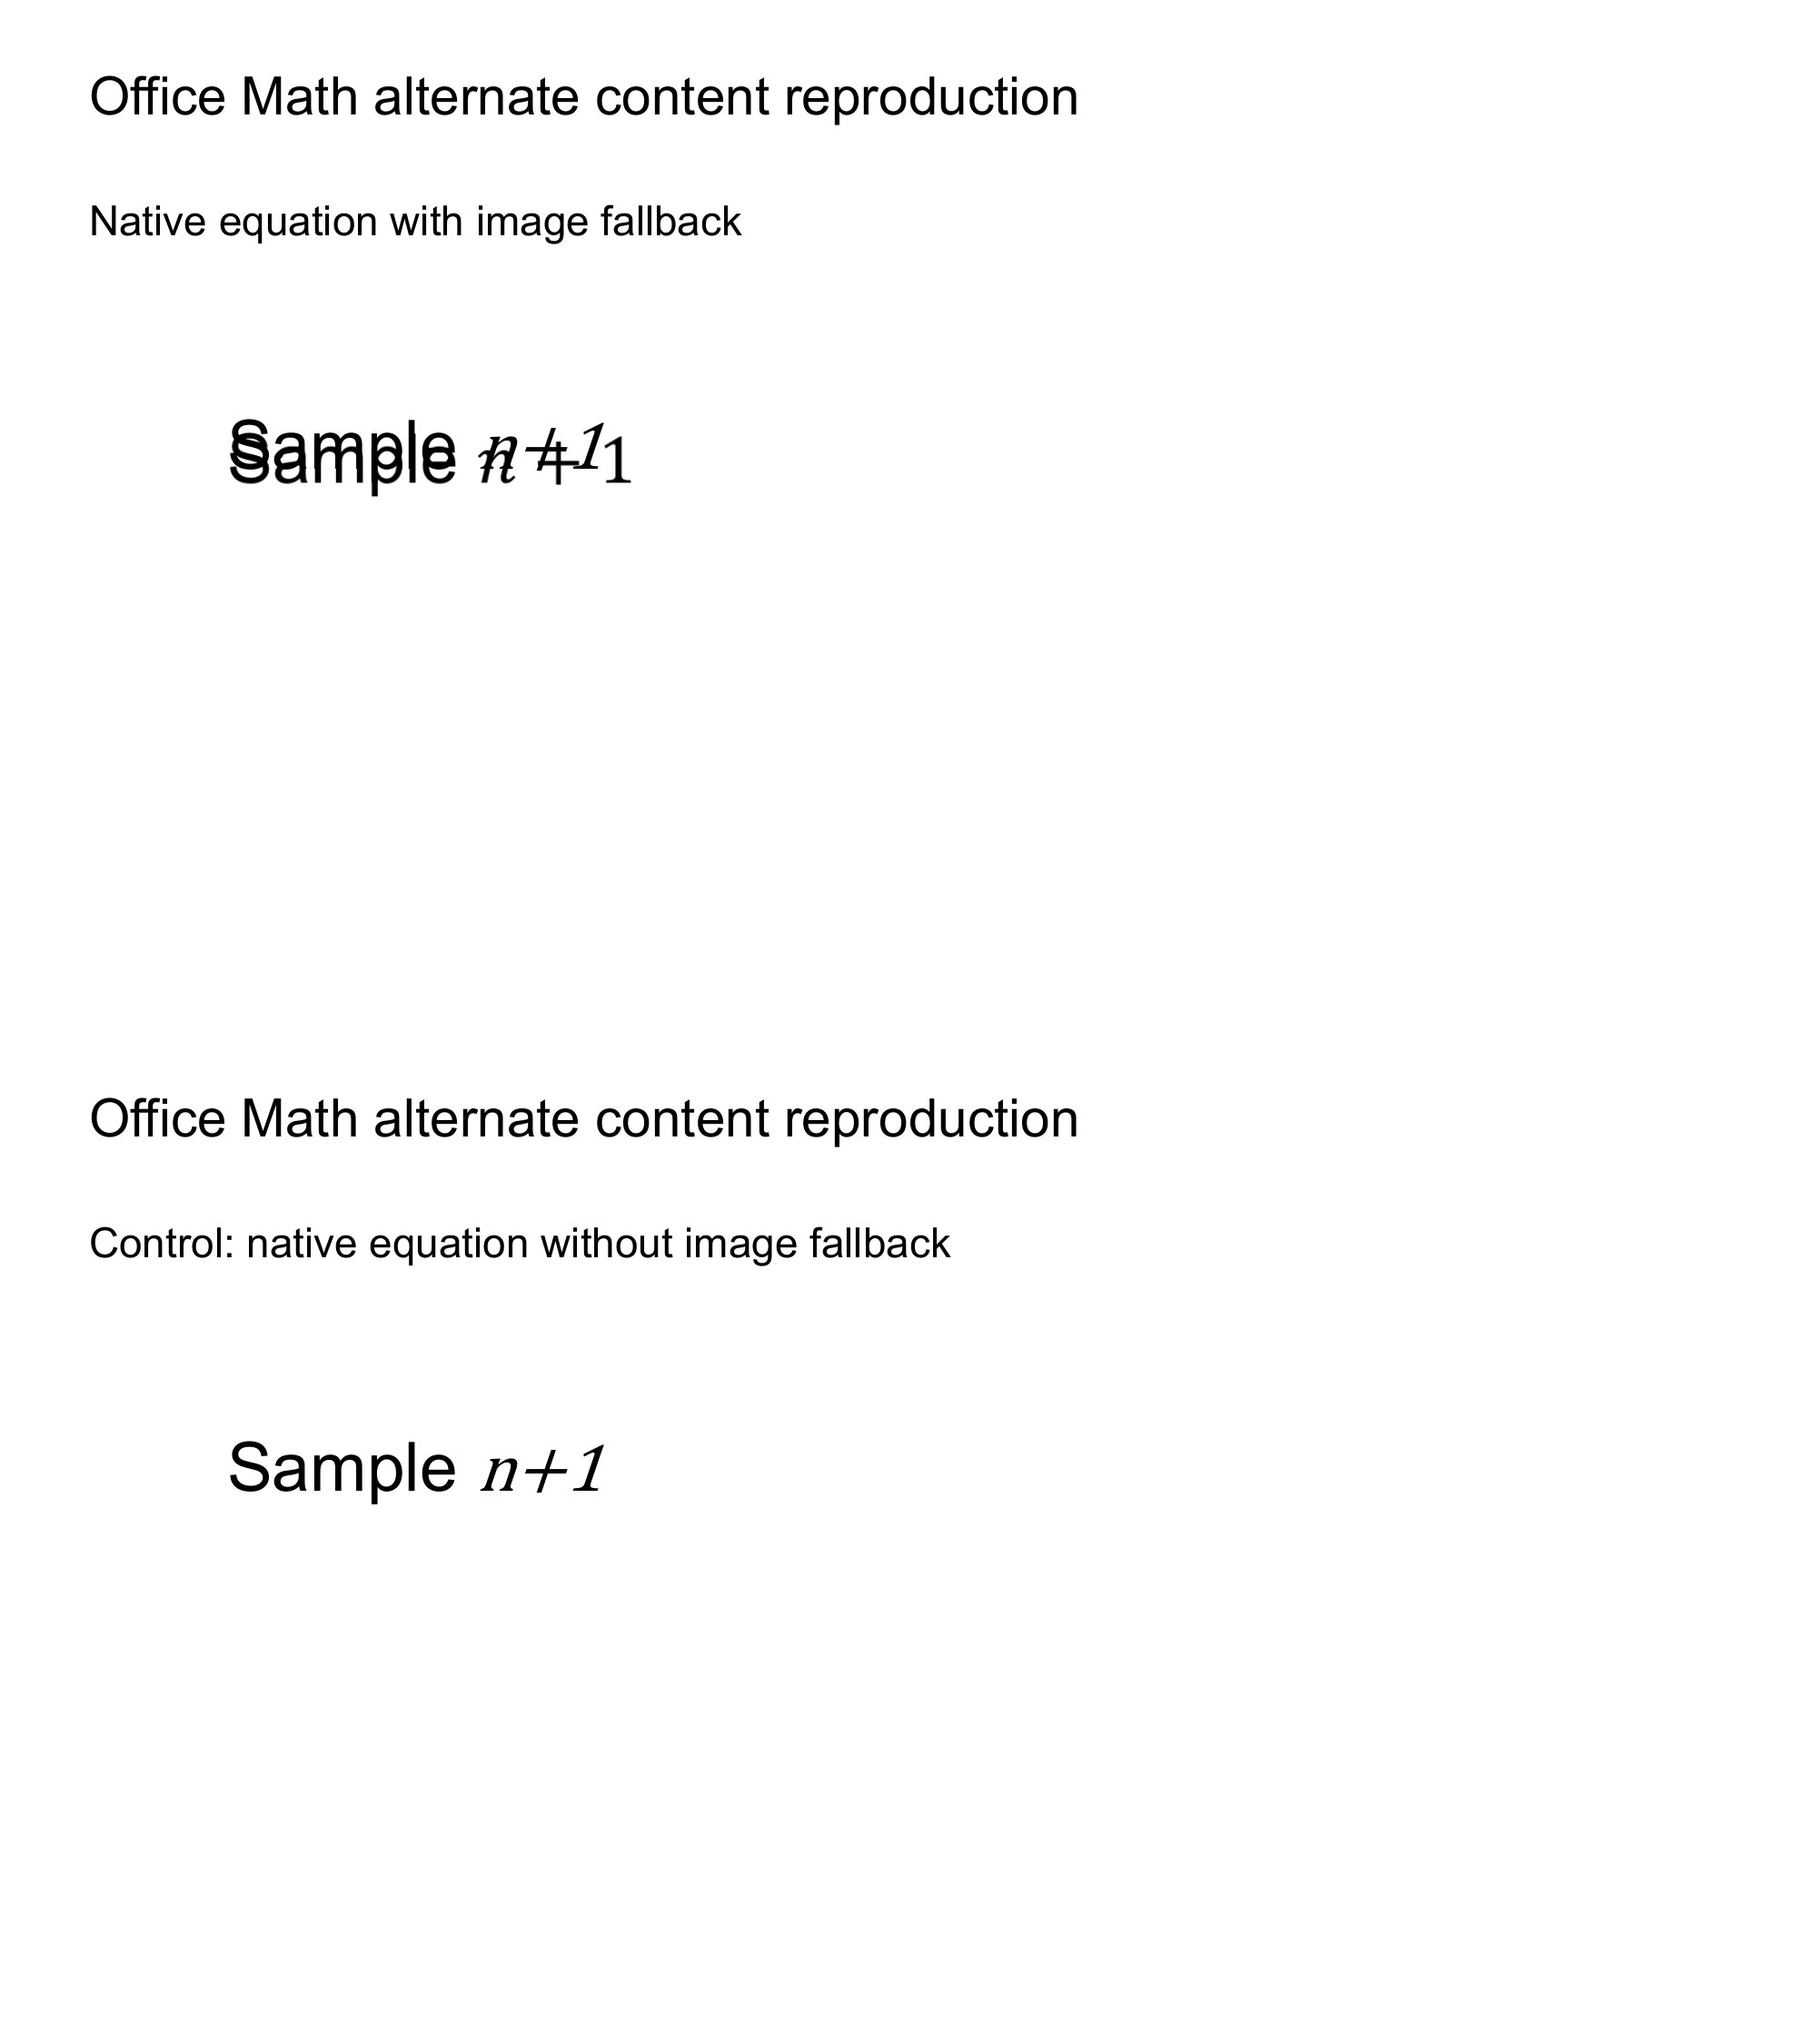 Office Math alternate content reproduction
Native equation with image fallback
Sample n+1
Sample n+1
Office Math alternate content reproduction
Control: native equation without image fallback
Sample n+1